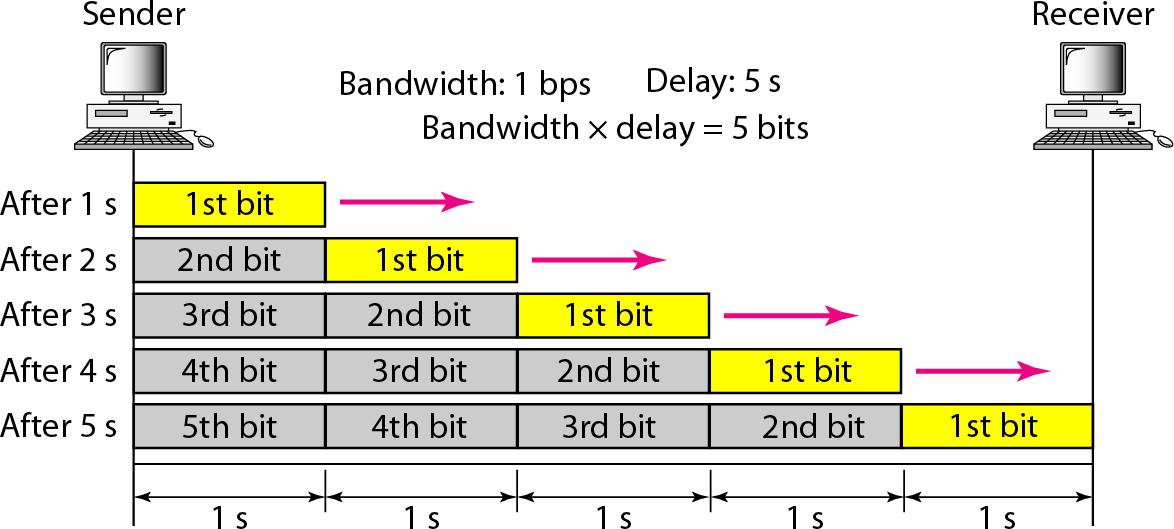 Sender
Receiver
Bandwidth: 1 bps Delay: 5 s
Bandwidth × delay = 5 bits
After 1 s 1st bit
After 2 s 2nd bit 1st bit
After 3 s 3rd bit 2nd bit 1st bit
After 4 s 4th bit 3rd bit 2nd bit 1st bit
After 5 s 5th bit 4th bit 3rd bit 2nd bit 1st bit
1 s 1 s 1 s 1 s 1 s